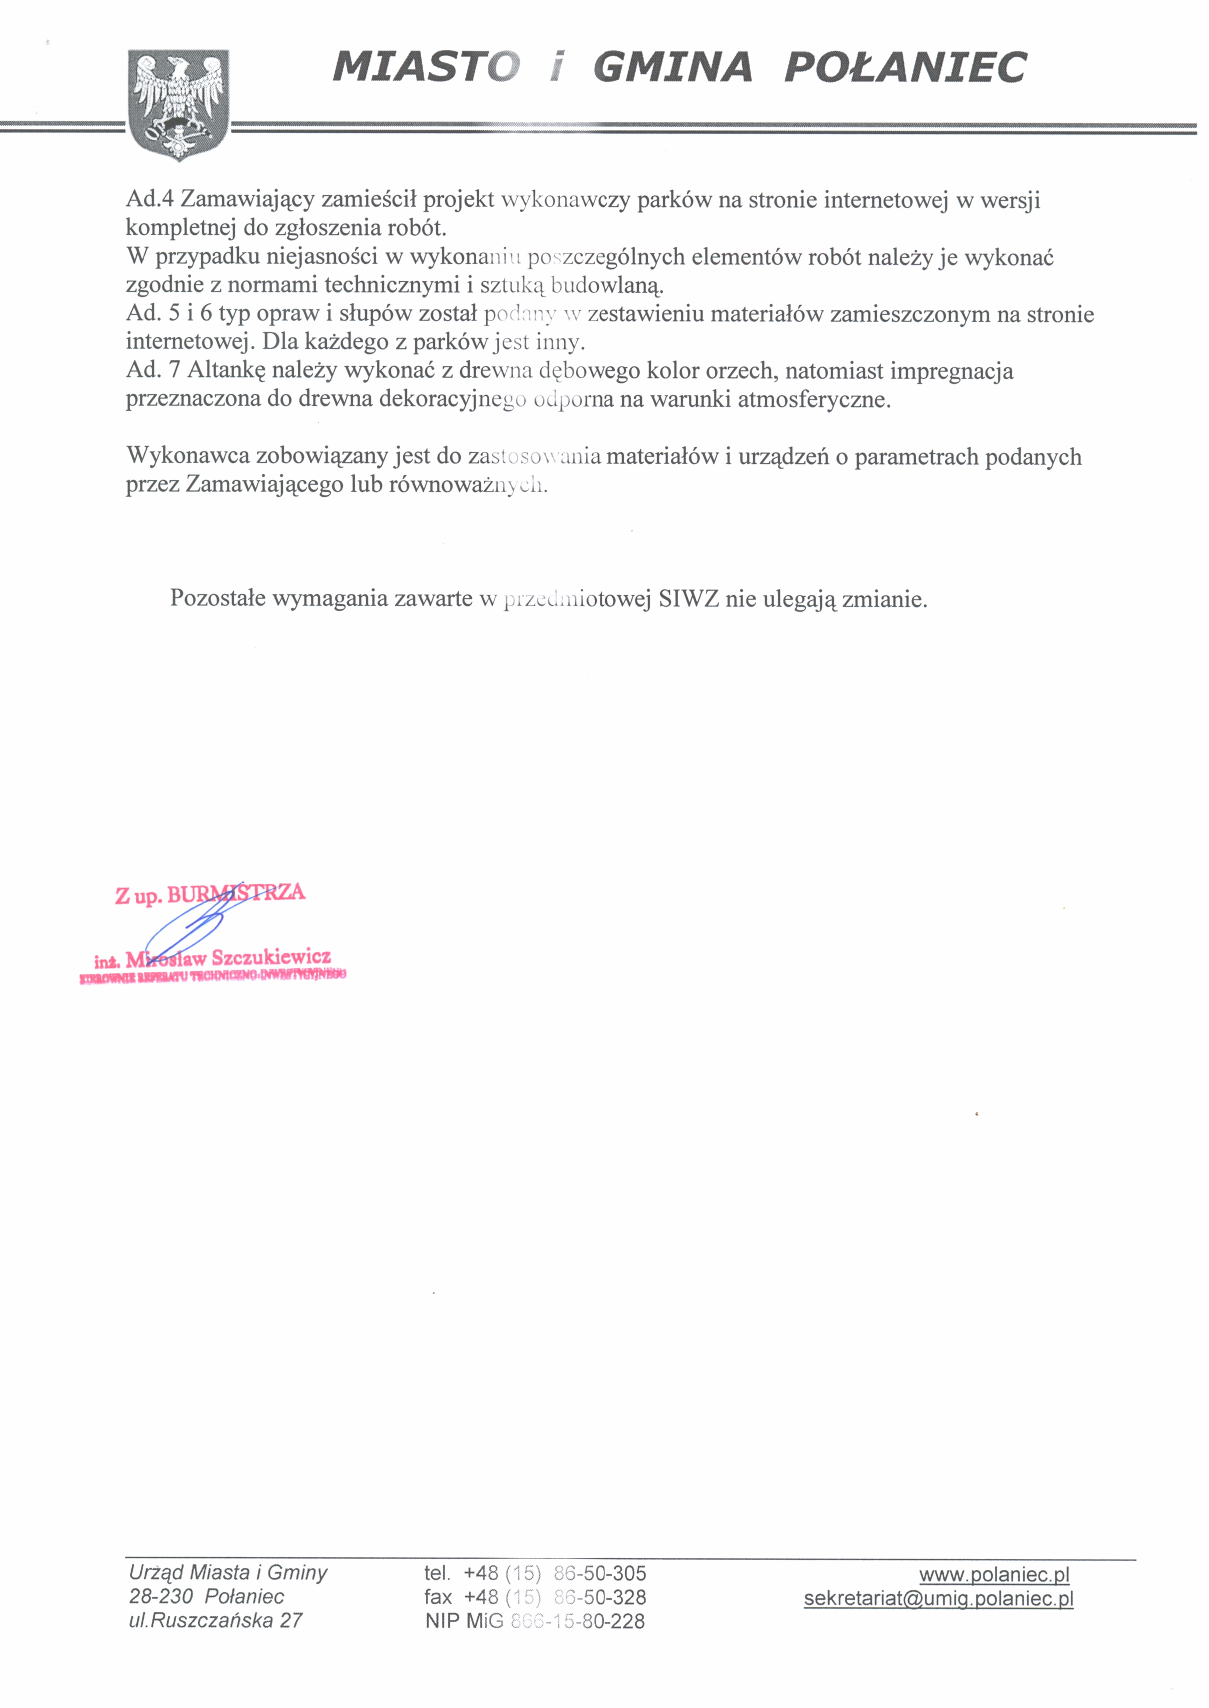 MIASTO i GMINA POŁANIEC
Ad.4 Zamawiający zamieścił projekt wykonawczy parków na stronie internetowej w wersji
kompletnej do zgłoszenia robót.
W przypadku niejasności w wykonaniu poszczególnych elementów robót należy je wykonać
zgodnie z normami technicznymi i sztuką budowlaną.
Ad. 5 i 6 typ opraw i słupów został podany w zestawieniu materiałów zamieszczonym na stronie
internetowej. Dla każdego z parków jest inny.
Ad. 7 Altankę należy wykonać z drewna dębowego kolor orzech, natomiast impregnacja
przeznaczona do drewna dekoracyjnego odporna na warunki atmosferyczne.
Wykonawca zobowiązany jest do zastosowania materiałów i urządzeń o parametrach podanych
przez Zamawiającego lub równoważnych.
Pozostałe wymagania zawarte w przedmiotowej SIWZ nie ulegają zmianie.
Z up. BURMISTRZA
inż. Mirosław Szczukiewicz
KIEROWNIK REFERATU TECHNICZNO-INWESTYCYJNEGO
Urząd Miasta i Gminy
28-230 Połaniec
ul.Ruszczańska 27
tel. +48 (15) 86-50-305
fax +48 (15) 86-50-328
NIP MiG 866-15-80-228
www.polaniec.pl
sekretariat@umig.polaniec.pl